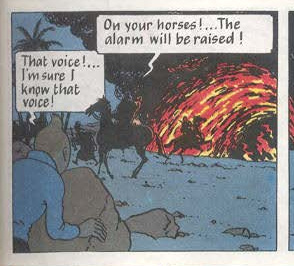 On your horses!...The
alarm will be raised!
That voice!...
I'm sure I
know that
voice!